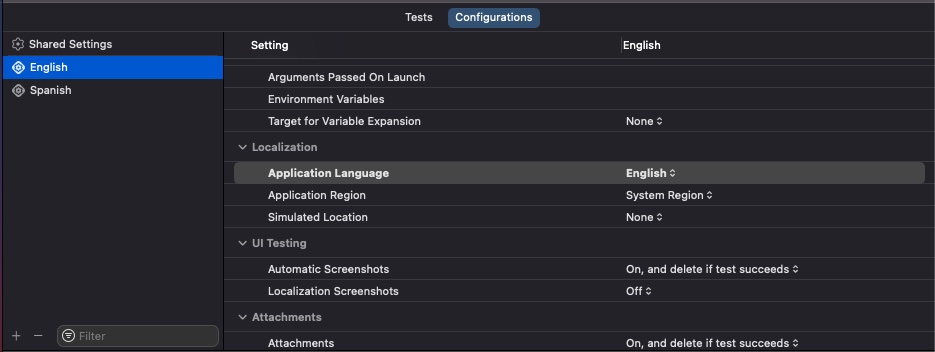 Tests Configurations
Shared Settings
English
Spanish
Filter
Setting English
Arguments Passed On Launch
Environment Variables
Target for Variable Expansion None
Localization
Application Language English
Application Region System Region
Simulated Location None
UI Testing
Automatic Screenshots On, and delete if test succeeds
Localization Screenshots Off
Attachments
Attachments On, and delete if test succeeds